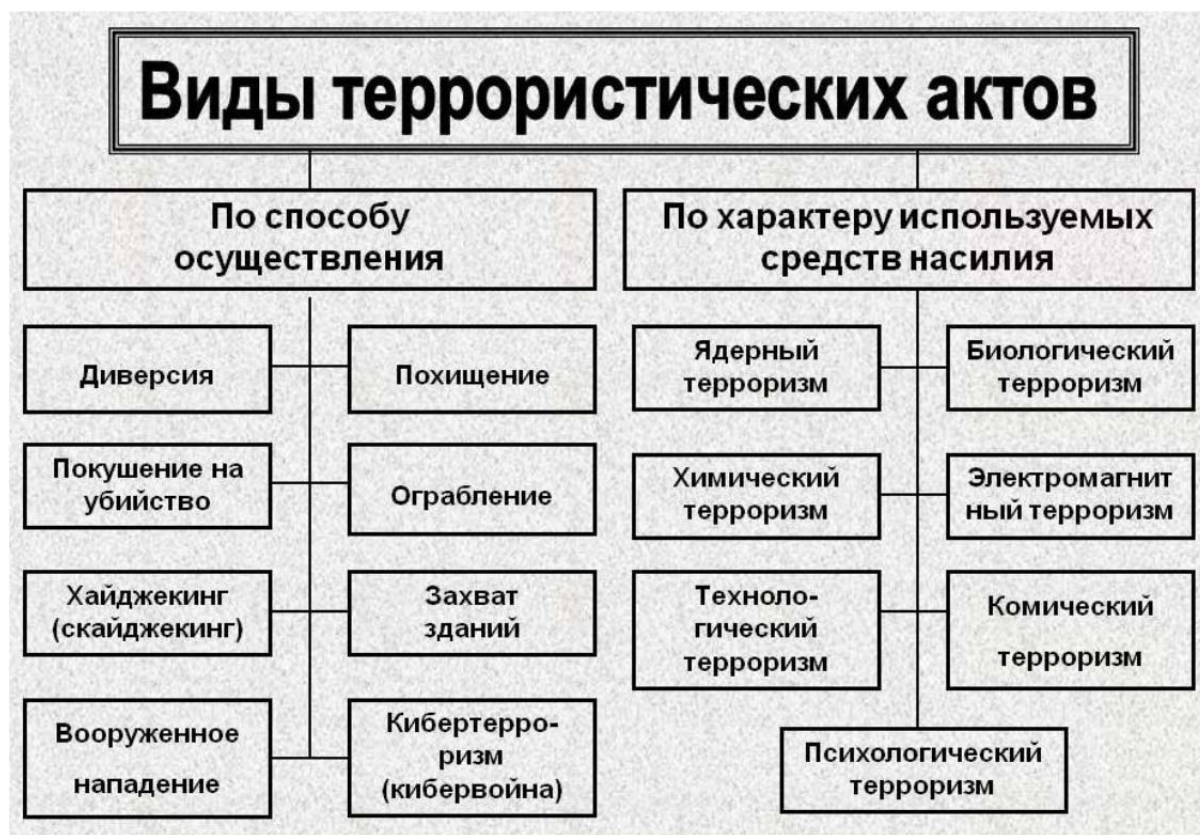 Виды террористических актов
По способу
осуществления
Диверсия
Похищение
Покушение на
убийство
Ограбление
Хайджекинг
(скайджекинг)
Захват
зданий
Вооруженное
нападение
Кибертерро-
ризм
(кибервойна)
По характеру используемых
средств насилия
Ядерный
терроризм
Биологический
терроризм
Химический
терроризм
Электромагнит
ный терроризм
Техноло-
гический
терроризм
Комический
терроризм
Психологический
терроризм